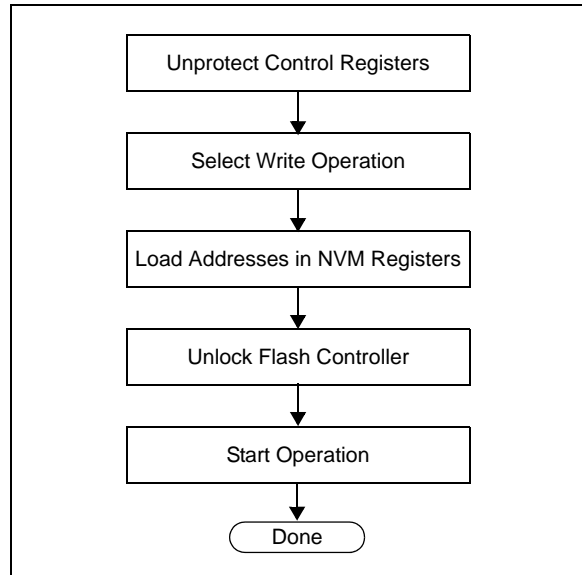 Unprotect Control Registers
Select Write Operation
Load Addresses in NVM Registers
Unlock Flash Controller
Start Operation
Done